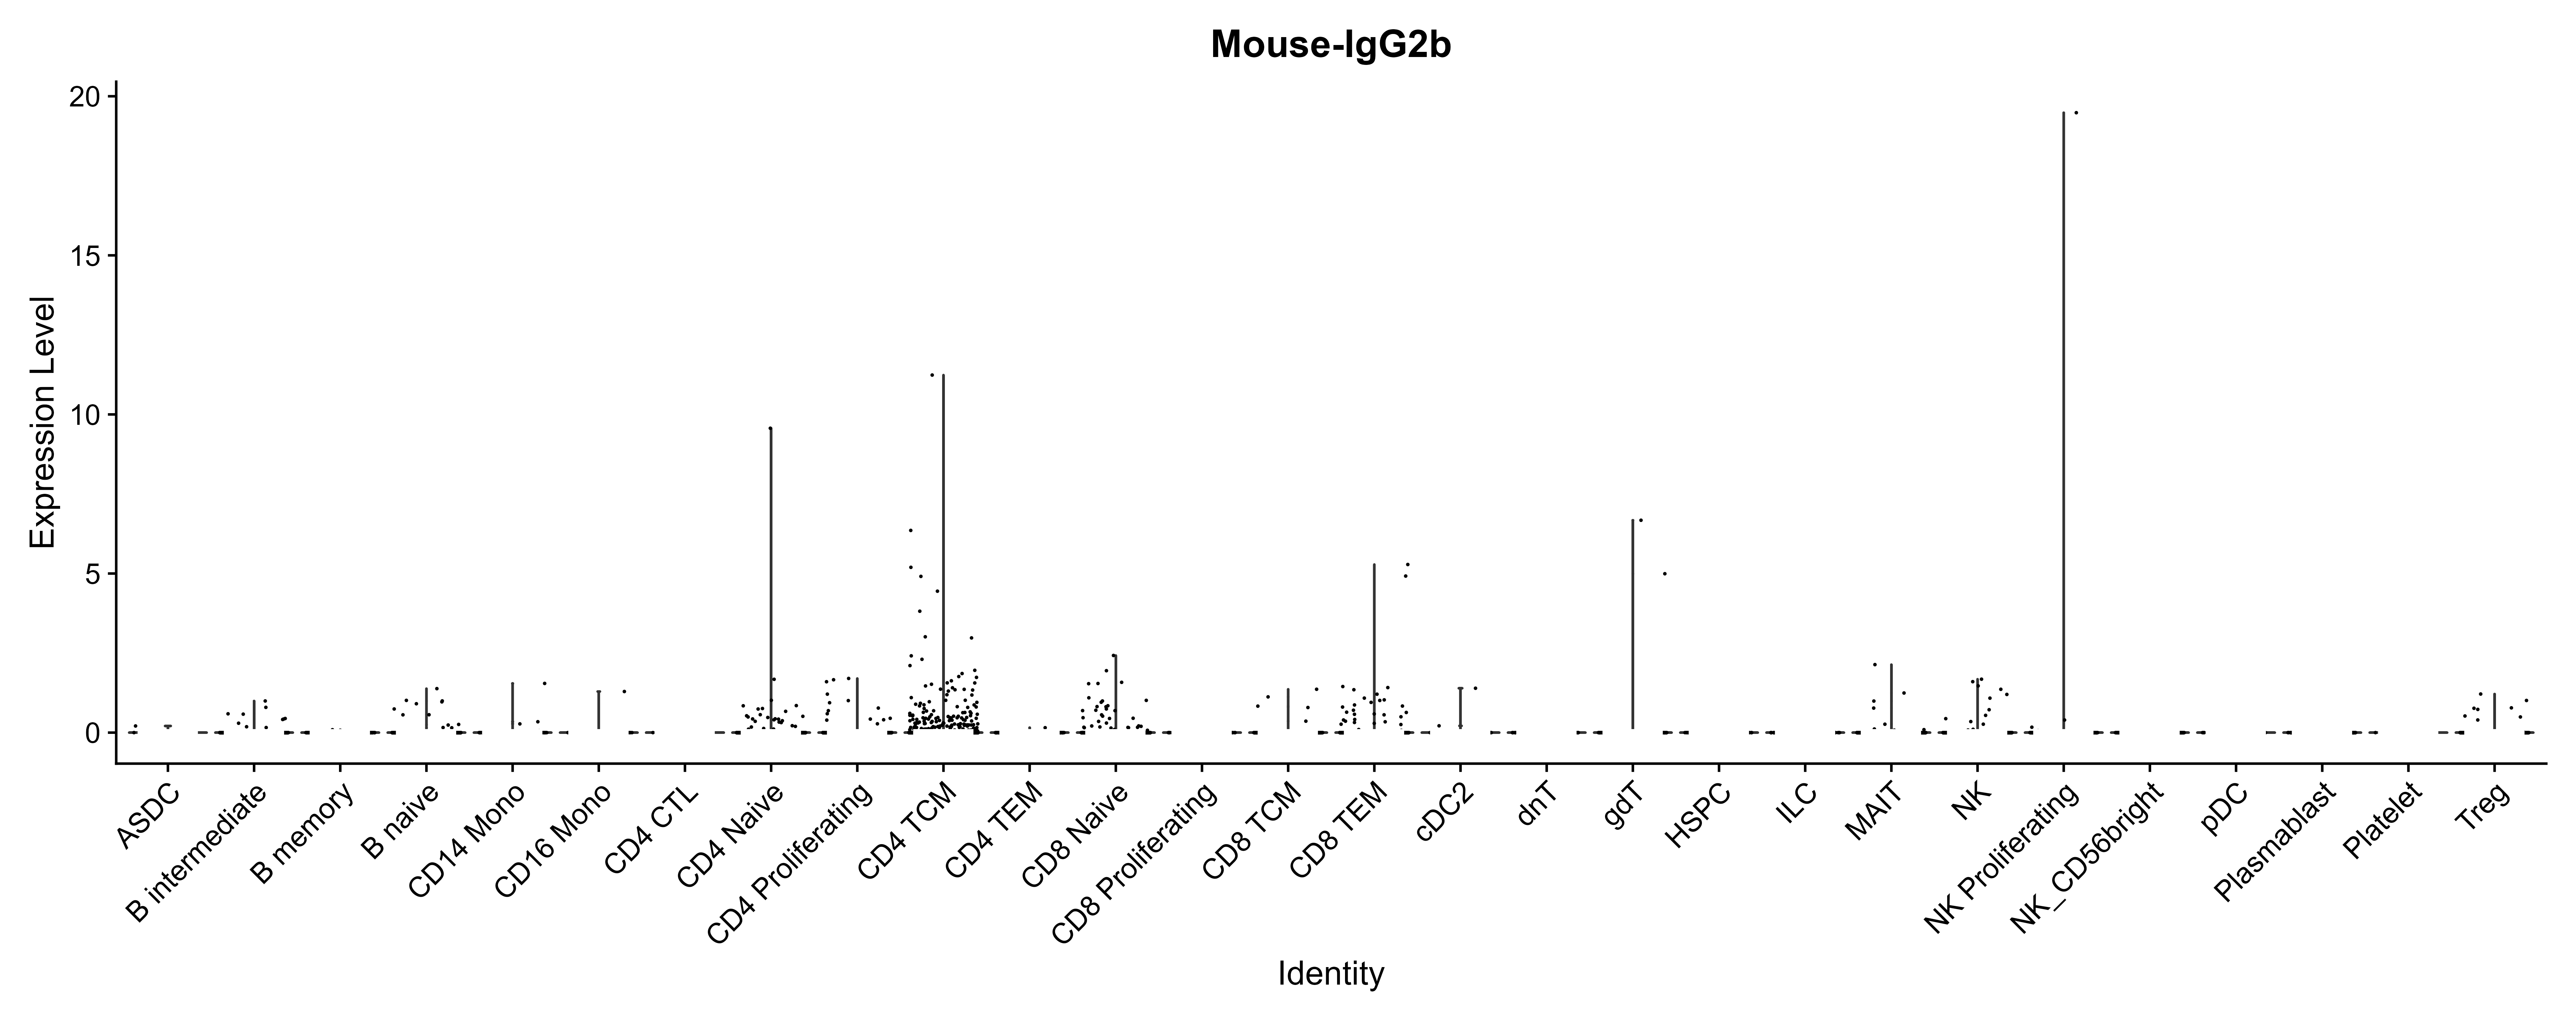 Mouse-IgG2b
Expression Level
20
15
10
5
0
ASDC
B intermediate
B memory
B naive
CD14 Mono
CD16 Mono
CD4 CTL
CD4 Naive
CD4 Proliferating
CD4 TCM
CD4 TEM
CD8 Naive
CD8 Proliferating
CD8 TCM
CD8 TEM
cDC2
dnT
gdT
HSPC
ILC
MAIT
NK
NK Proliferating
NK_CD56bright
pDC
Plasmablast
Platelet
Treg
Identity